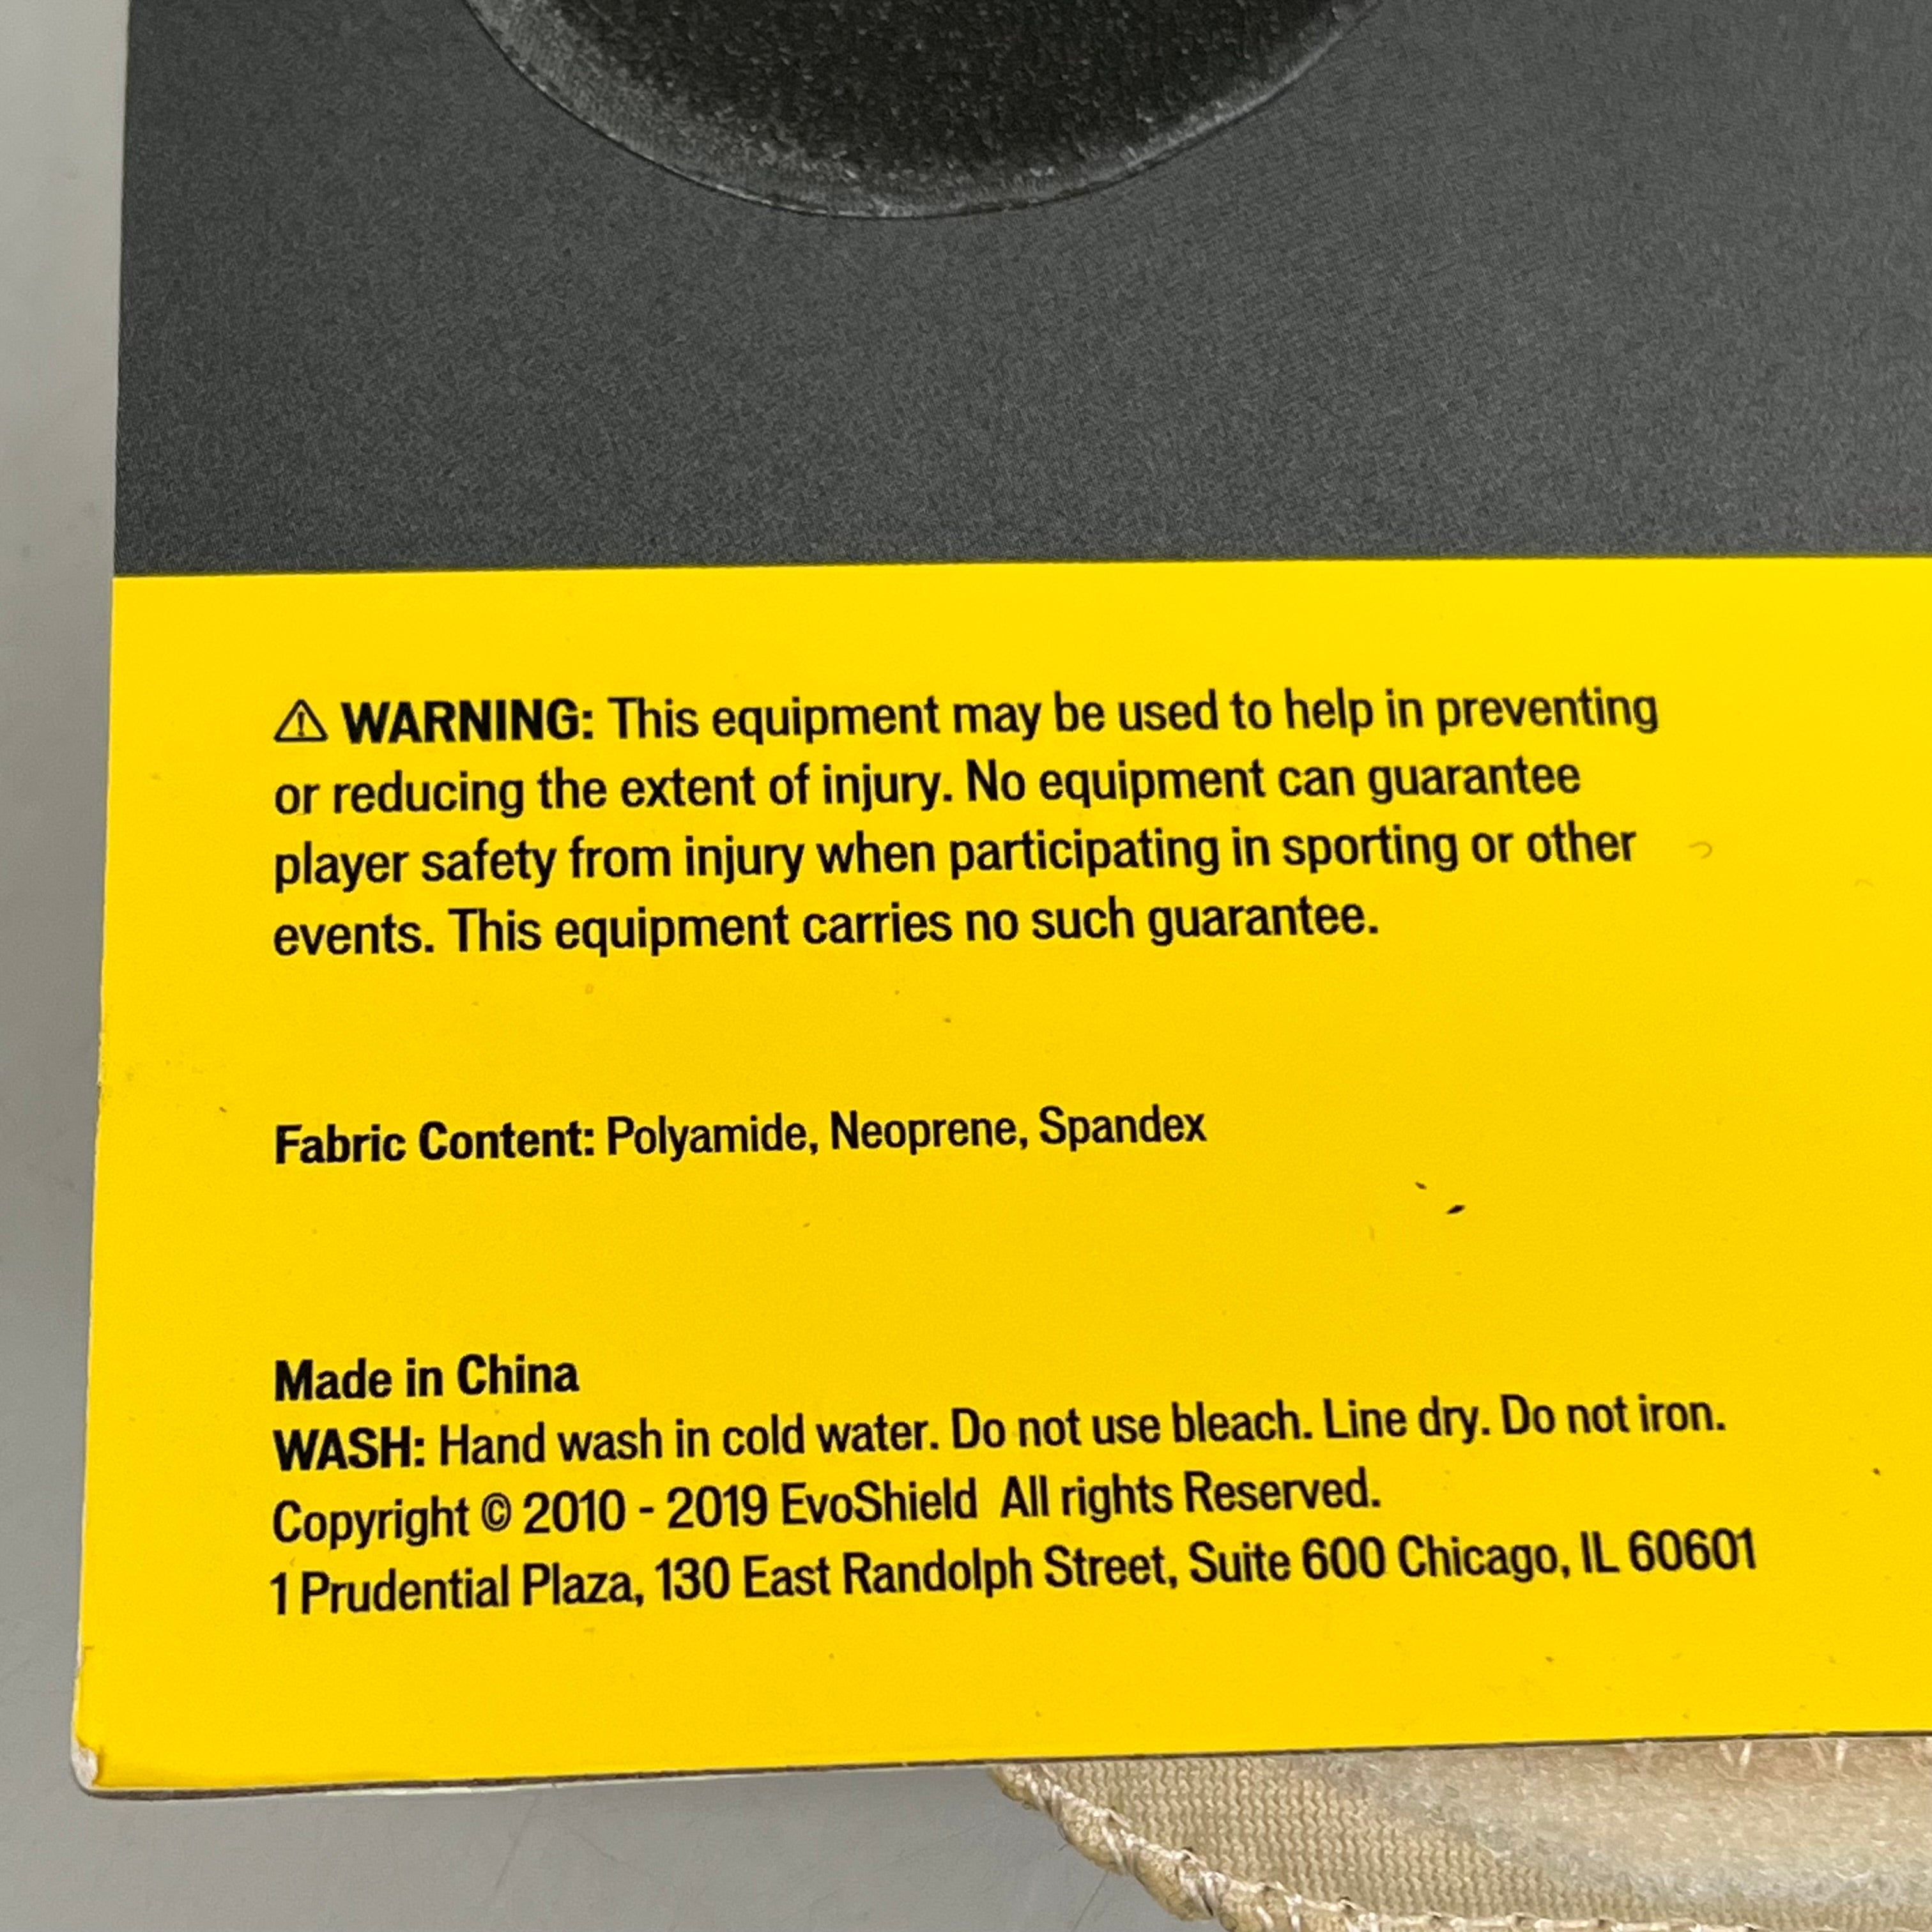 ⚠ WARNING: This equipment may be used to help in preventing
or reducing the extent of injury. No equipment can guarantee
player safety from injury when participating in sporting or other
events. This equipment carries no such guarantee.
Fabric Content: Polyamide, Neoprene, Spandex
Made in China
WASH: Hand wash in cold water. Do not use bleach. Line dry. Do not iron.
Copyright © 2010 - 2019 EvoShield All rights Reserved.
1 Prudential Plaza, 130 East Randolph Street, Suite 600 Chicago, IL 60601